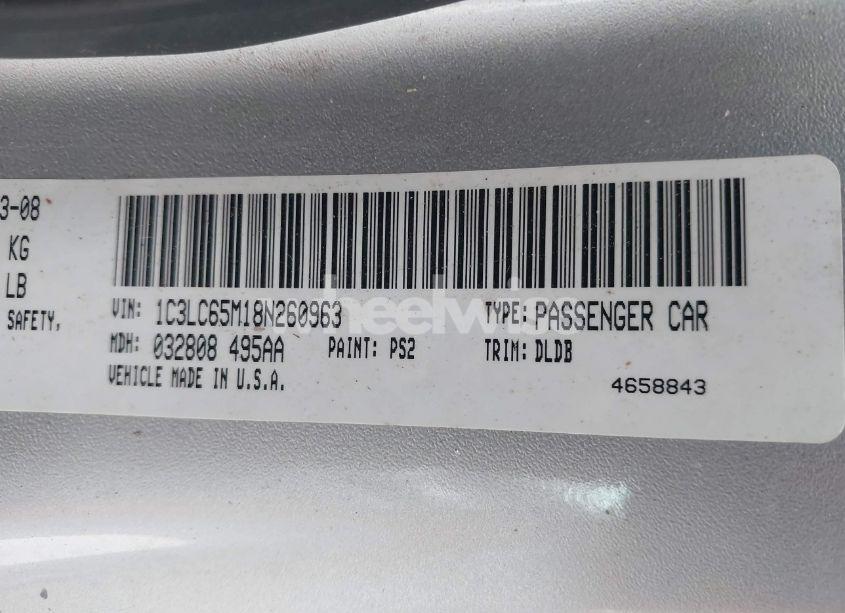 3-08
KG
LB
SAFETY,
VIN: 1C3LC65M18N260963 TYPE: PASSENGER CAR
MDH: 032808 495AA PAINT: PS2 TRIM: DLDB
VEHICLE MADE IN U.S.A. 4658843
wheelwise